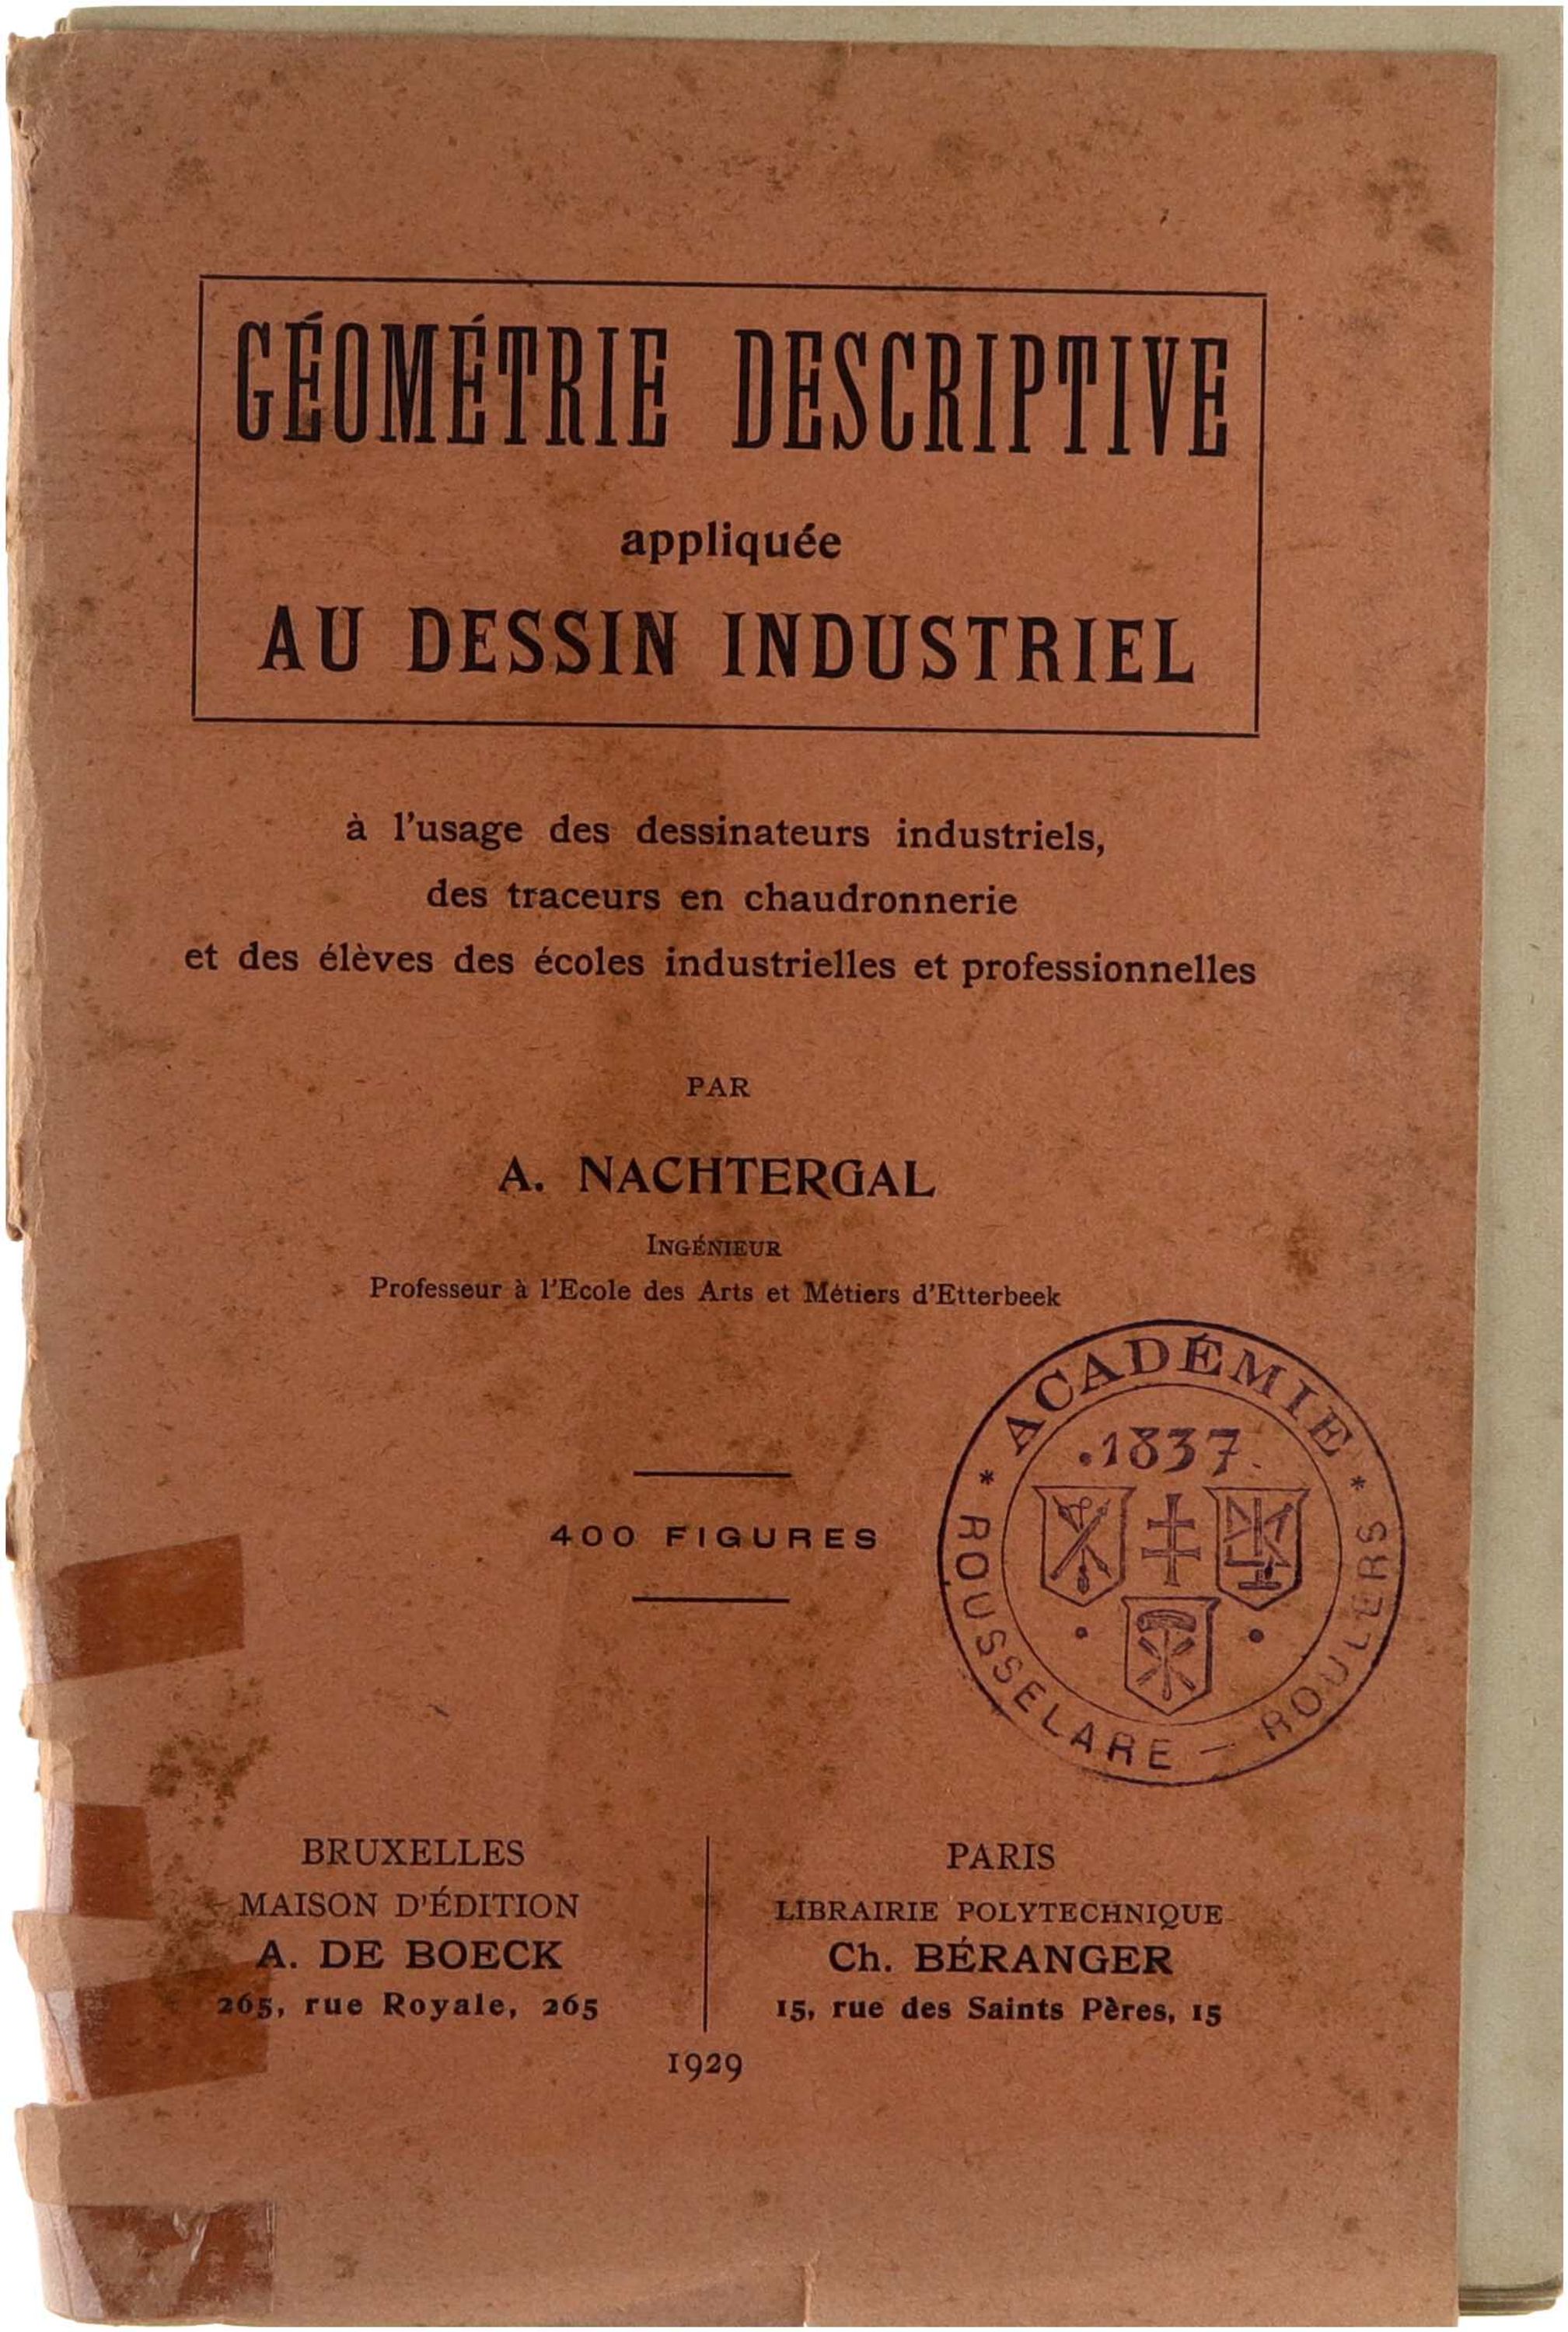 GÉOMÉTRIE DESCRIPTIVE
appliquée
AU DESSIN INDUSTRIEL
à l'usage des dessinateurs industriels,
des traceurs en chaudronnerie
et des élèves des écoles industrielles et professionnelles
PAR
A. NACHTERGAL
INGÉNIEUR
Professeur à l'Ecole des Arts et Métiers d'Etterbeek
* ACADÉMIE *
.1837.
ROUSSELARE — ROULERS
400 FIGURES
BRUXELLES
MAISON D'ÉDITION
A. DE BOECK
265, rue Royale, 265
PARIS
LIBRAIRIE POLYTECHNIQUE
Ch. BÉRANGER
15, rue des Saints Pères, 15
1929